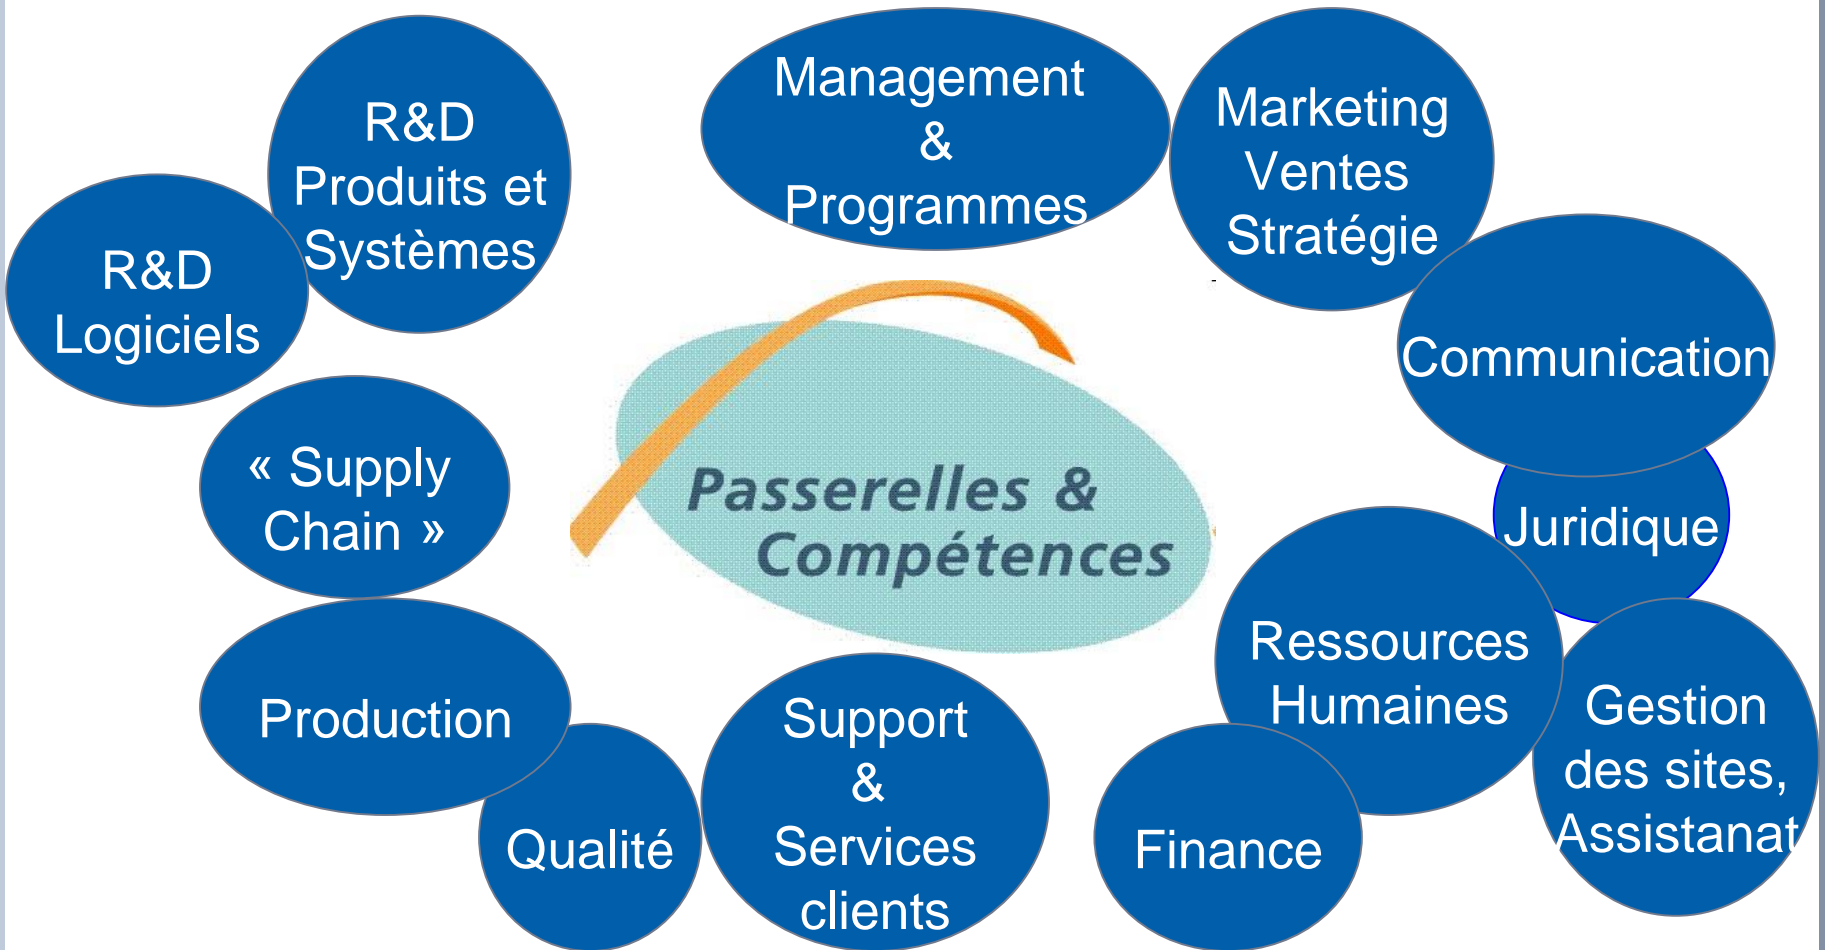 Management
&
Programmes
Marketing
Ventes
Stratégie
R&D
Produits et
Systèmes
R&D
Logiciels
Communication
« Supply
Chain »
Passerelles &
Compétences
Juridique
Ressources
Humaines
Production
Support
&
Services
clients
Gestion
des sites,
Assistanat
Qualité
Finance